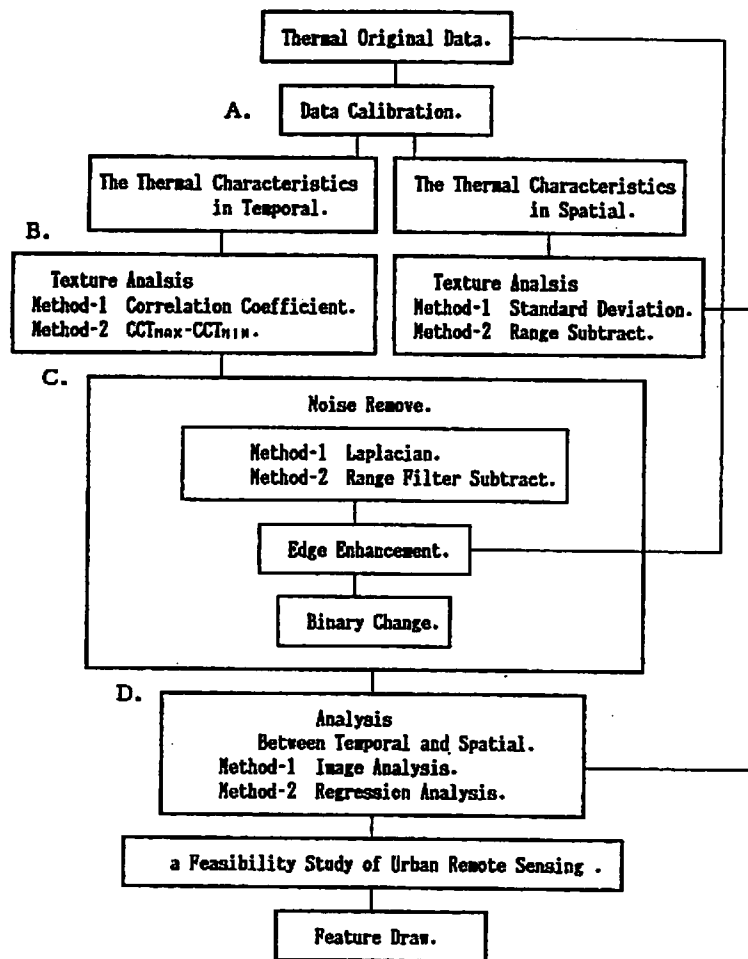 Thermal Original Data.
A.
Data Calibration.
The Thermal Characteristics
in Temporal.
The Thermal Characteristics
in Spatial.
B.
Texture Analsis
Method-1 Correlation Coefficient.
Method-2 CCTMAX-CCTMIN.
Texture Analsis
Method-1 Standard Deviation.
Method-2 Range Subtract.
C.
Noise Remove.
Method-1 Laplacian.
Method-2 Range Filter Subtract.
Edge Enhancement.
Binary Change.
D.
Analysis
Between Temporal and Spatial.
Method-1 Image Analysis.
Method-2 Regression Analysis.
a Feasibility Study of Urban Remote Sensing .
Feature Draw.